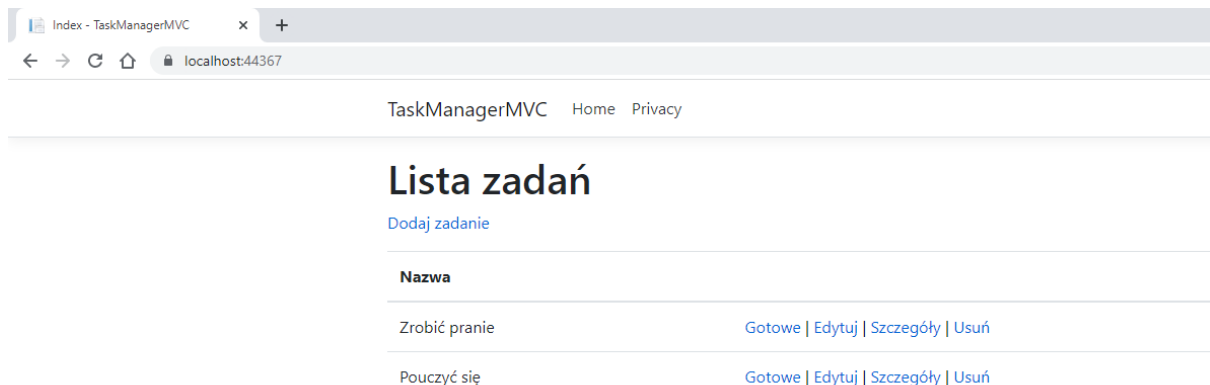 Index - TaskManagerMVC
localhost:44367
TaskManagerMVC Home Privacy
Lista zadań
Dodaj zadanie
Nazwa
Zrobić pranie Gotowe | Edytuj | Szczegóły | Usuń
Pouczyć się Gotowe | Edytuj | Szczegóły | Usuń